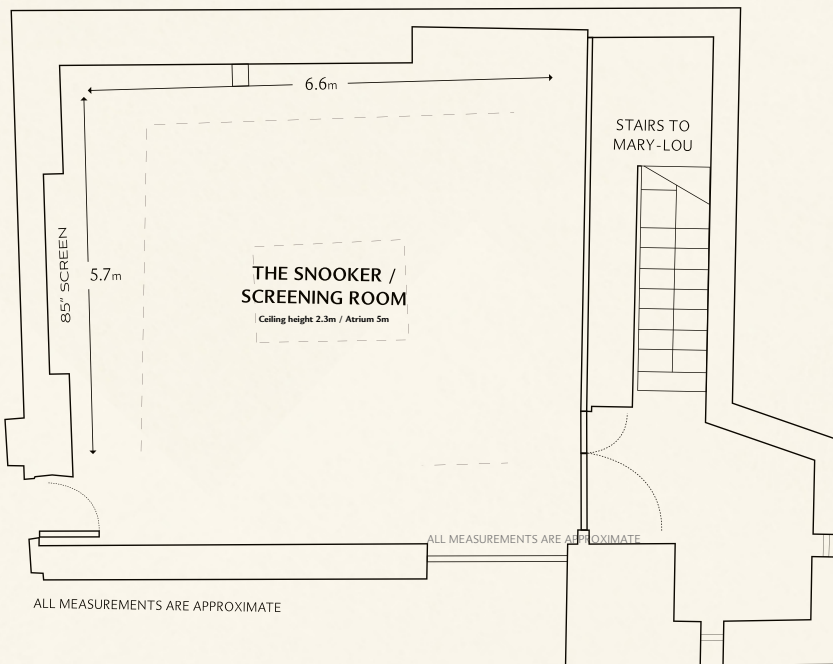 6.6m
STAIRS TO
MARY-LOU
85” SCREEN
5.7m
THE SNOOKER /
SCREENING ROOM
Ceiling height 2.3m / Atrium 5m
ALL MEASUREMENTS ARE APPROXIMATE
ALL MEASUREMENTS ARE APPROXIMATE